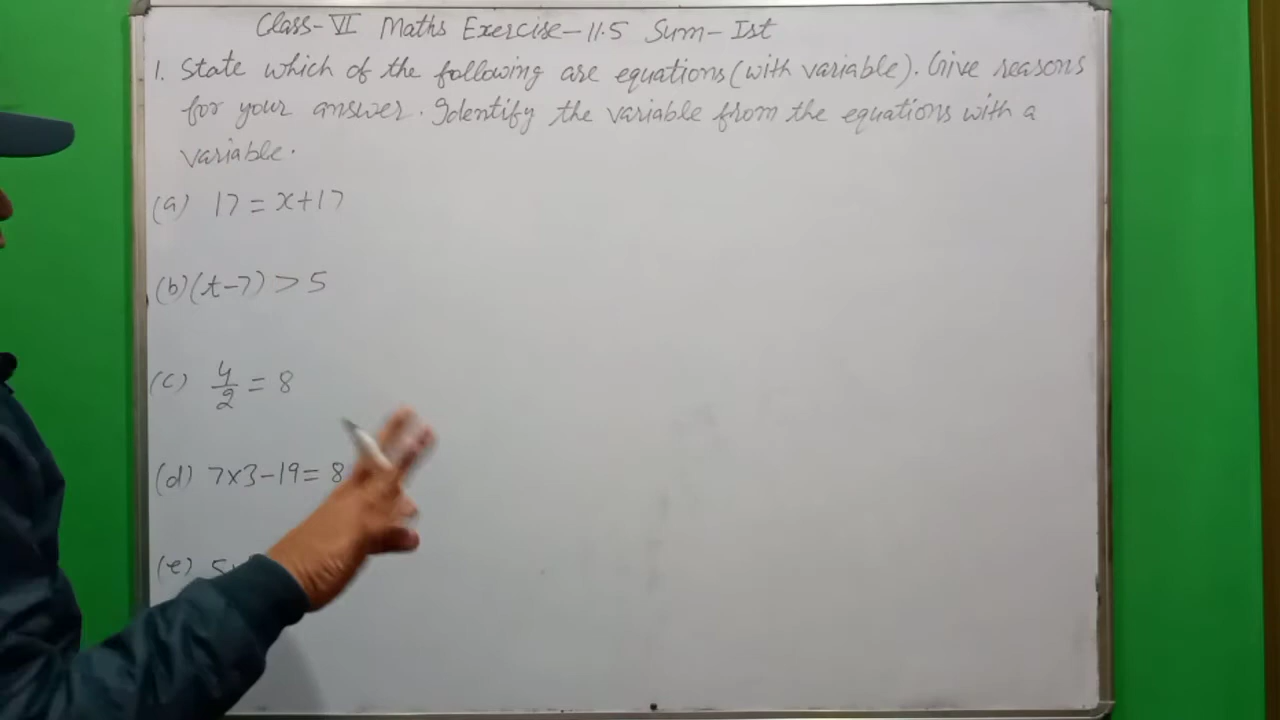 Class-VI Maths Exercise-11.5 Sum-Ist
1. State which of the following are equations (with variable). Give reasons
for your answer. Identify the variable from the equations with a
variable.
(a) 17 = x+17
(b) (t-7) > 5
(c) 4/2 = 8
(d) 7x3-19 = 8
(e) 5x